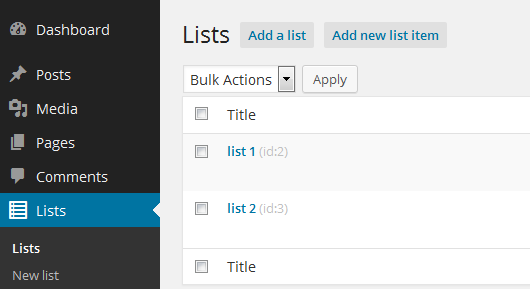 Dashboard
Posts
Media
Pages
Comments
Lists
Lists
New list
Lists Add a list Add new list item
Bulk Actions Apply
Title
list 1 (id:2)
list 2 (id:3)
Title